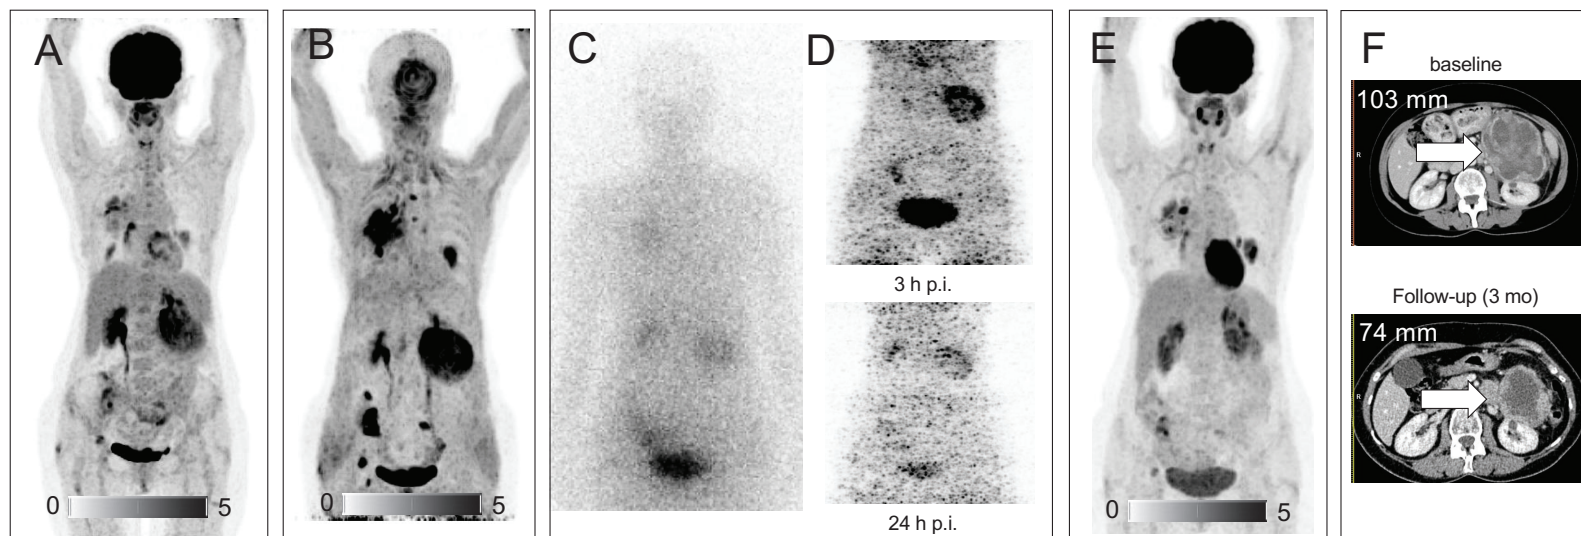 A
B
C
D
E
F
baseline
103 mm
R
3 h p.i.
Follow-up (3 mo)
74 mm
R
0 5
0 5
24 h p.i.
0 5